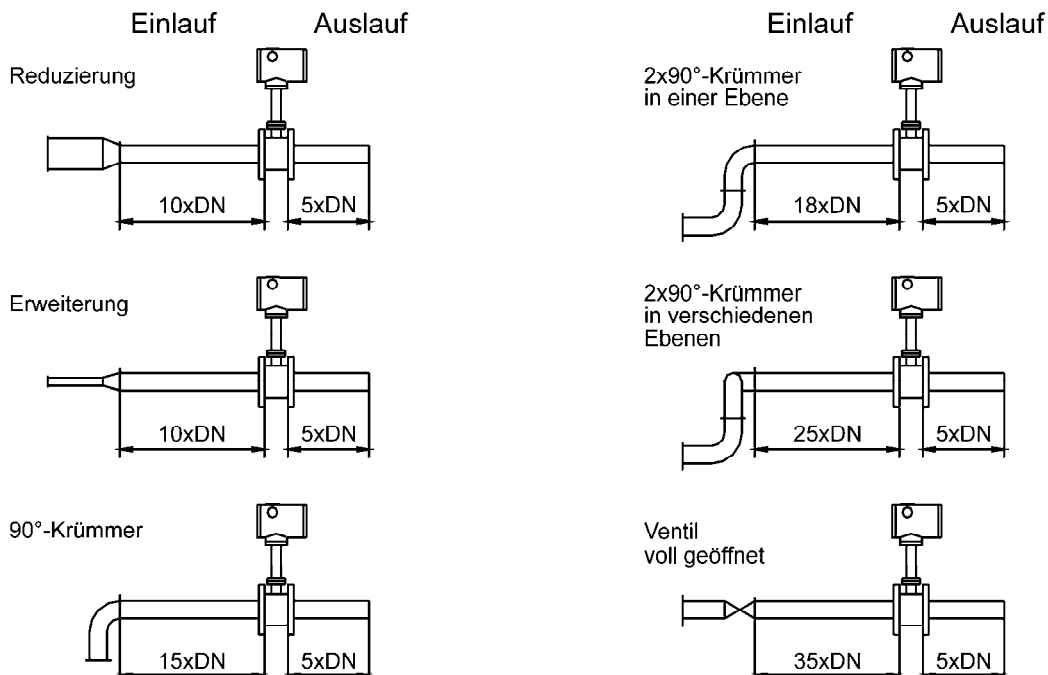 Einlauf Auslauf
Reduzierung
10xDN 5xDN
Erweiterung
10xDN 5xDN
90°-Krümmer
15xDN 5xDN
Einlauf Auslauf
2x90°-Krümmer
in einer Ebene
18xDN 5xDN
2x90°-Krümmer
in verschiedenen
Ebenen
25xDN 5xDN
Ventil
voll geöffnet
35xDN 5xDN